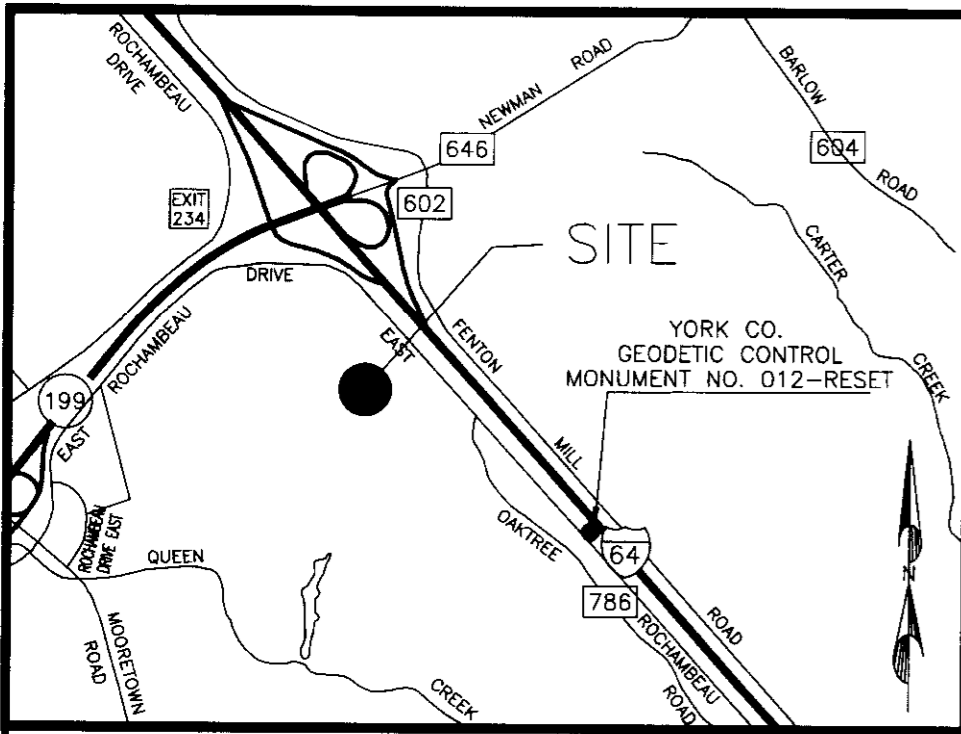 ROCHAMBEAU
DRIVE
NEWMAN
ROAD
BARLOW
ROAD
646
604
602
EXIT
234
SITE
DRIVE
ROCHAMBEAU
EAST
EAST
FENTON
MILL
ROAD
CARTER
CREEK
YORK CO.
GEODETIC CONTROL
MONUMENT NO. 012-RESET
199
ROCHAMBEAU
DRIVE EAST
QUEEN
CREEK
MOORETOWN
ROAD
OAKTREE
ROAD
64
786
ROCHAMBEAU
N